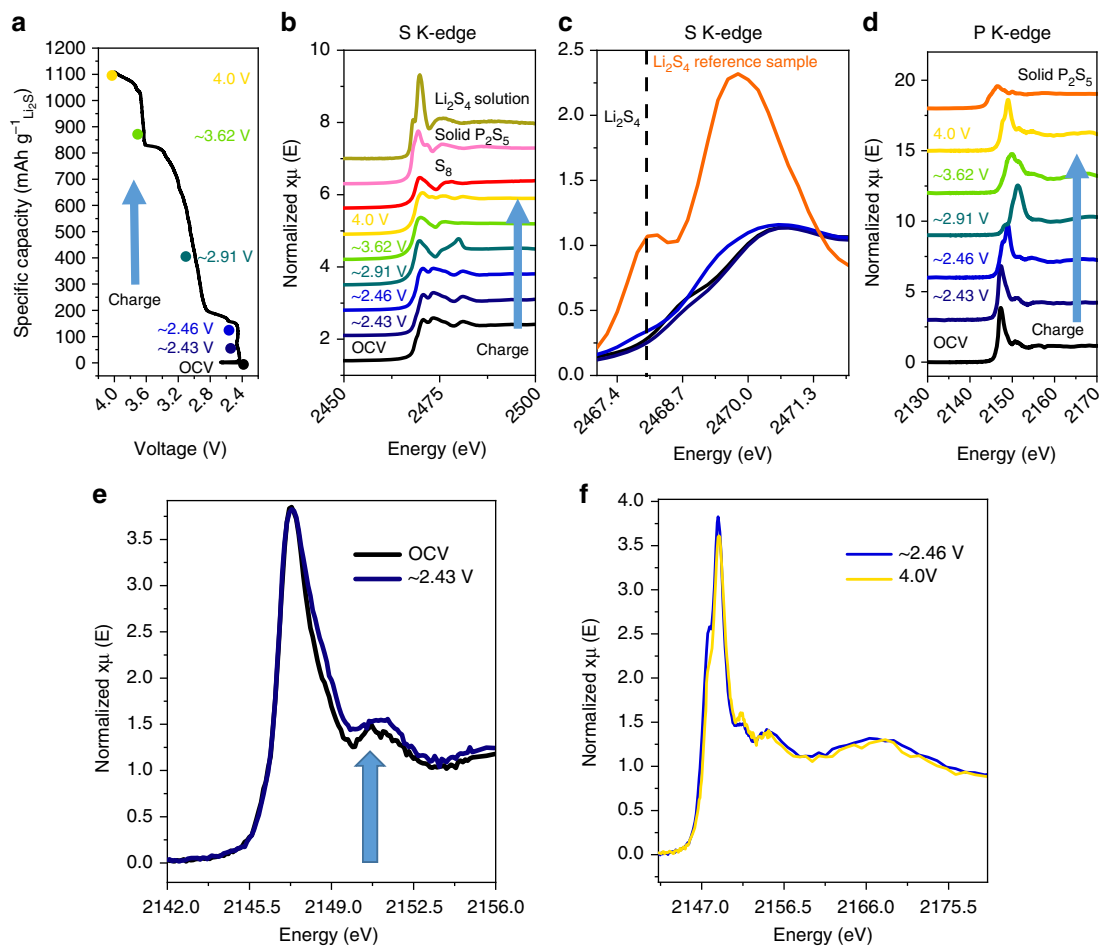 a
Specific capacity (mAh g⁻¹Li₂S)
1200
1100
1000
900
800
700
600
500
400
300
200
100
0
4.0 V
~3.62 V
~2.91 V
Charge
~2.46 V
~2.43 V
OCV
4.0 3.6 3.2 2.8 2.4
Voltage (V)
b
S K-edge
Normalized xμ (E)
10
8
6
4
2
Li₂S₄ solution
Solid P₂S₅
S₈
4.0 V
~3.62 V
~2.91 V
~2.46 V
~2.43 V
OCV
Charge
2450 2475 2500
Energy (eV)
c
S K-edge
2.5
2.0
1.5
1.0
0.5
0.0
Li₂S₄ reference sample
Li₂S₄
2467.4 2468.7 2470.0 2471.3
Energy (eV)
d
P K-edge
Normalized xμ (E)
20
15
10
5
0
Solid P₂S₅
4.0 V
~3.62 V
~2.91 V
~2.46 V
~2.43 V
Charge
OCV
2130 2140 2150 2160 2170
Energy (eV)
e
Normalized xμ (E)
3.5
3.0
2.5
2.0
1.5
1.0
0.5
0.0
OCV
~2.43 V
2142.0 2145.5 2149.0 2152.5 2156.0
Energy (eV)
f
Normalized xμ (E)
4.0
3.5
3.0
2.5
2.0
1.5
1.0
0.5
0.0
~2.46 V
4.0V
2147.0 2156.5 2166.0 2175.5
Energy (eV)